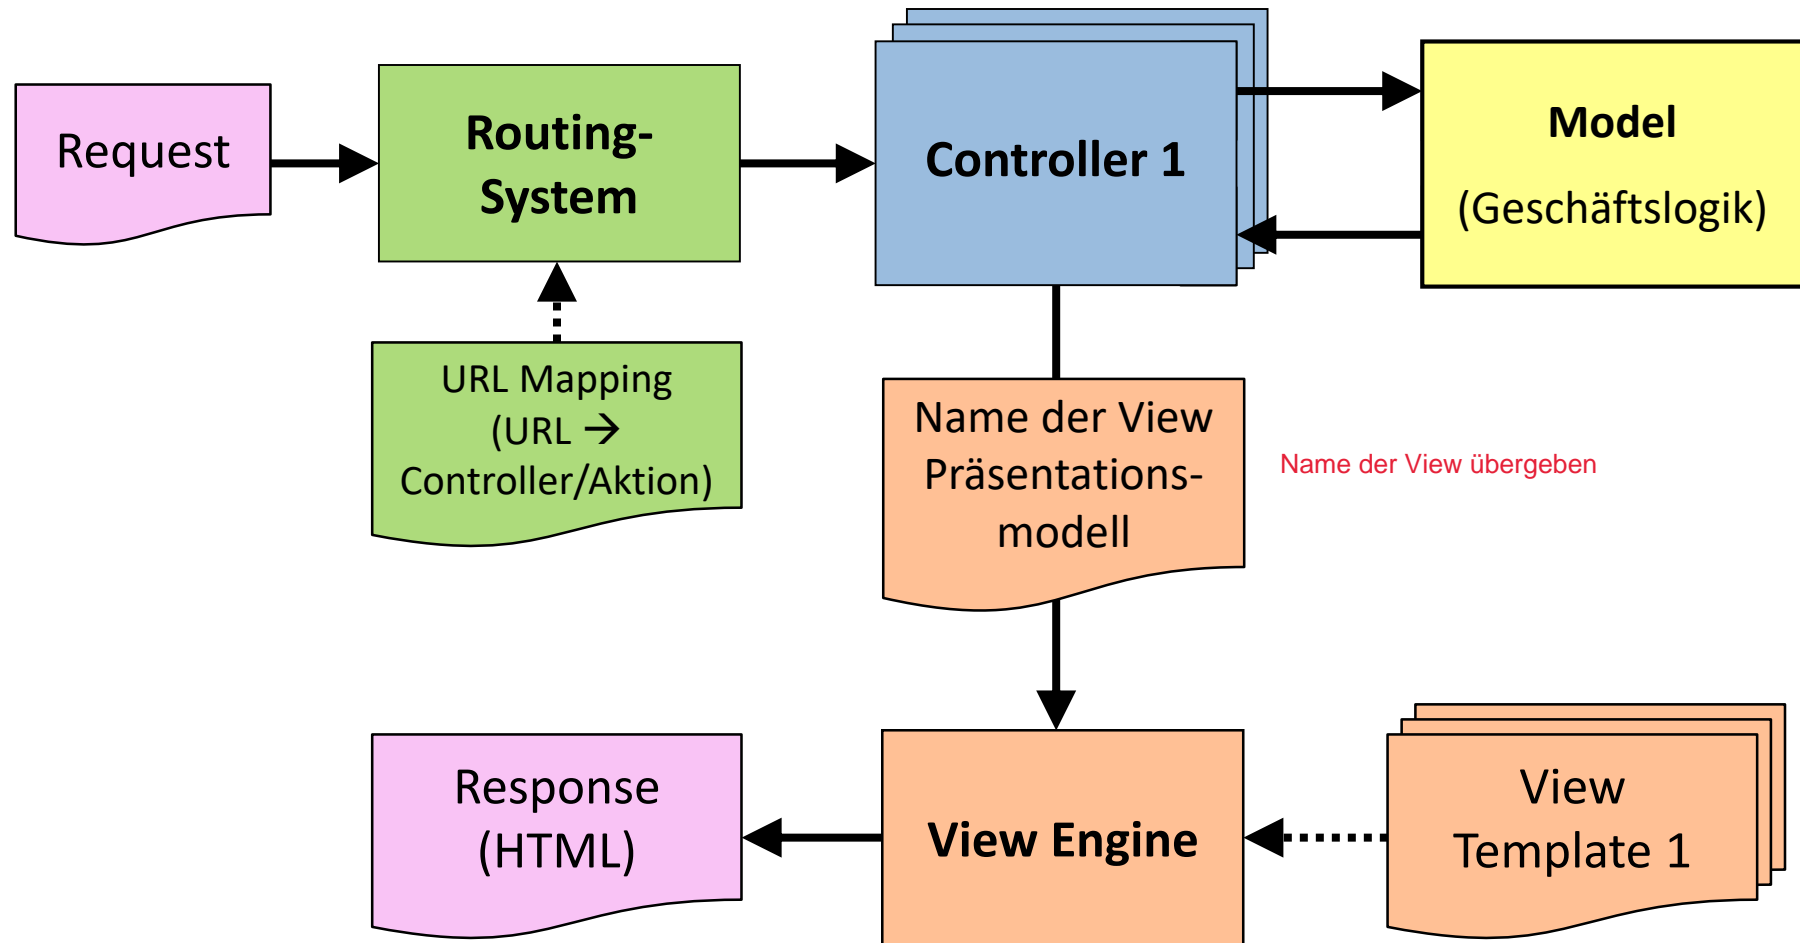 Request
Routing-
System
Controller 1
Model
(Geschäftslogik)
URL Mapping
(URL →
Controller/Aktion)
Name der View
Präsentations-
modell
Name der View übergeben
Response
(HTML)
View Engine
View
Template 1